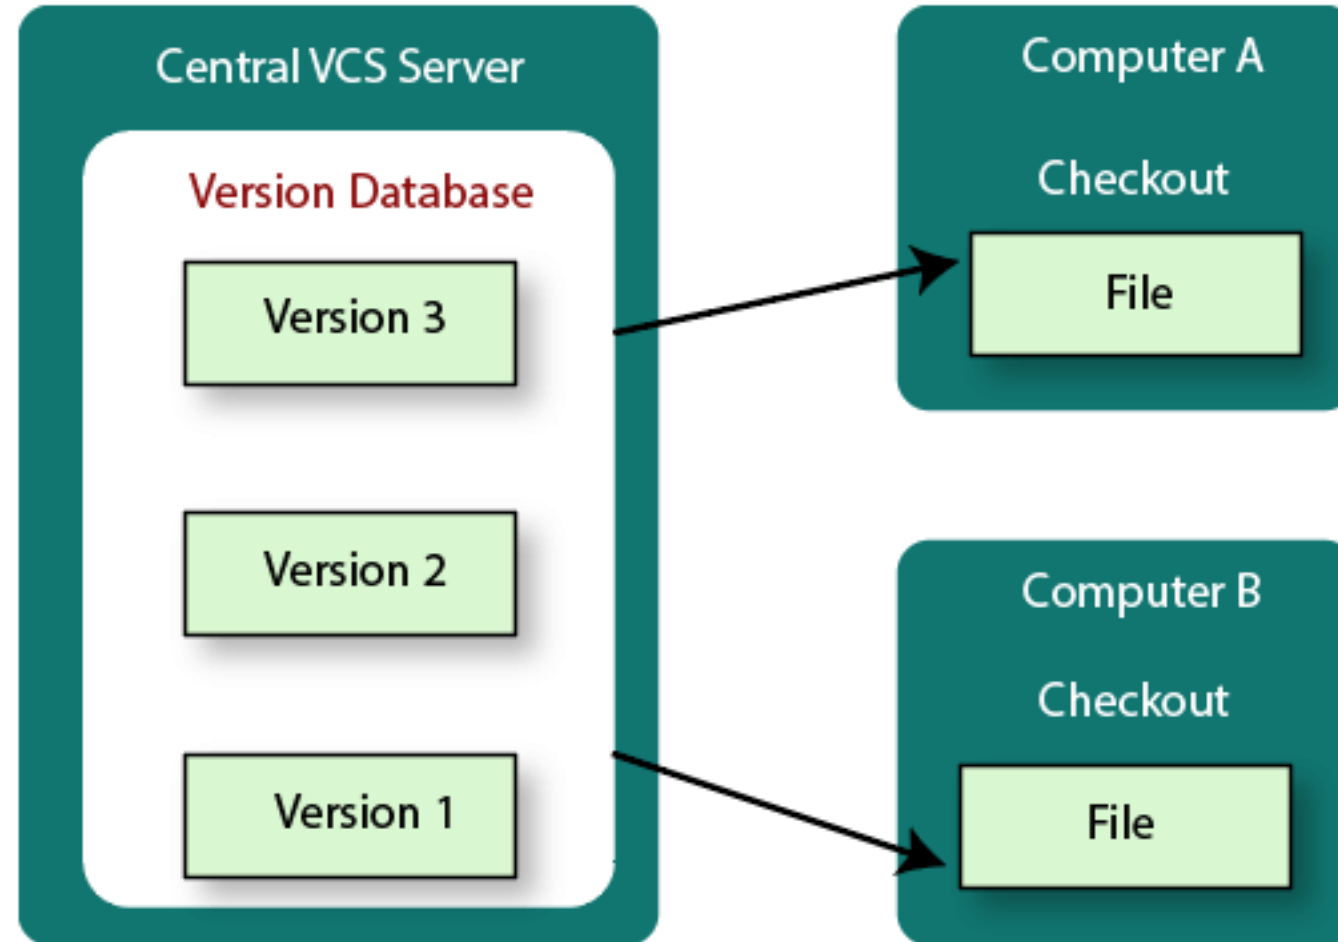 Central VCS Server
Version Database
Version 3
Version 2
Version 1
Computer A
Checkout
File
Computer B
Checkout
File